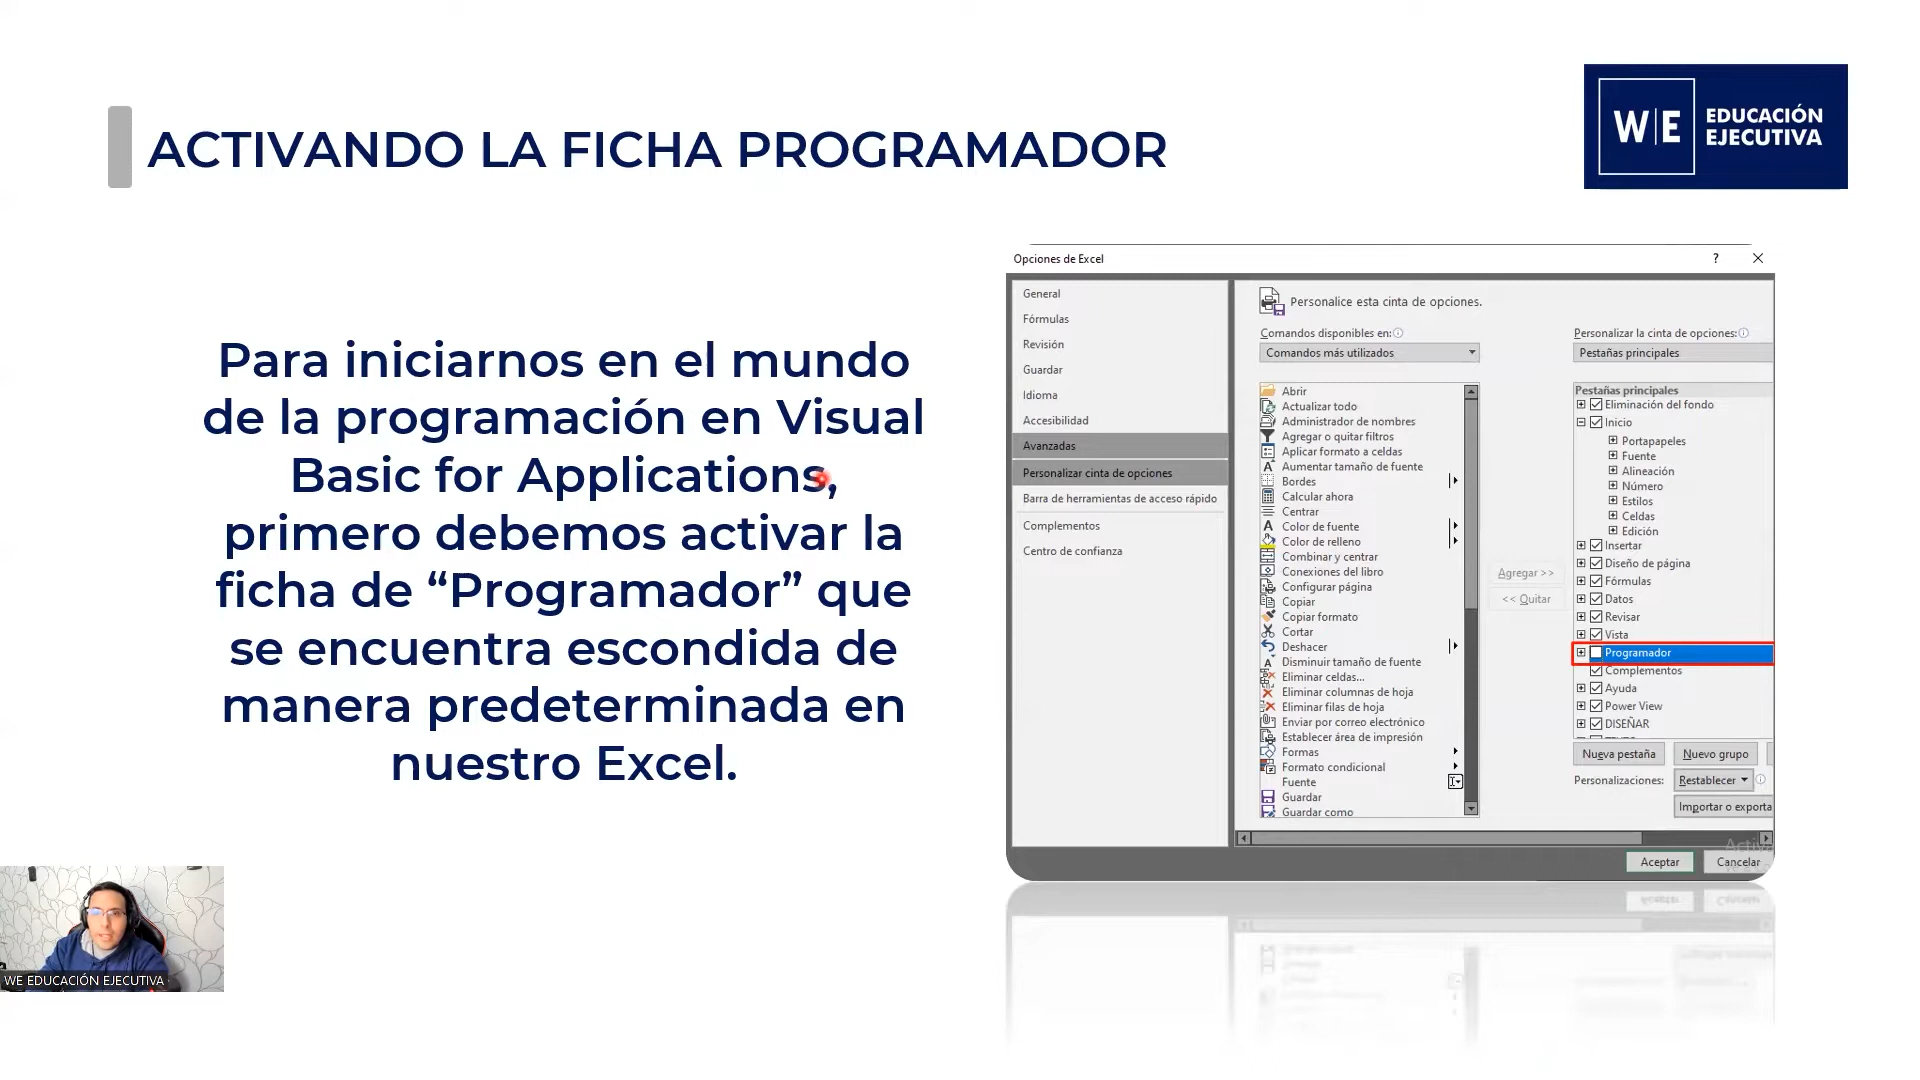 ACTIVANDO LA FICHA PROGRAMADOR
W|E
EDUCACIÓN
EJECUTIVA
Para iniciarnos en el mundo
de la programación en Visual
Basic for Applications,
primero debemos activar la
ficha de “Programador” que
se encuentra escondida de
manera predeterminada en
nuestro Excel.
Opciones de Excel
?
General
Fórmulas
Revisión
Guardar
Idioma
Accesibilidad
Avanzadas
Personalizar cinta de opciones
Barra de herramientas de acceso rápido
Complementos
Centro de confianza
Personalice esta cinta de opciones.
Comandos disponibles en:
Comandos más utilizados
Abrir
Actualizar todo
Administrador de nombres
Agregar o quitar filtros
Aplicar formato a celdas
Aumentar tamaño de fuente
Bordes
Calcular ahora
Centrar
Color de fuente
Color de relleno
Combinar y centrar
Conexiones del libro
Configurar página
Copiar
Copiar formato
Cortar
Deshacer
Disminuir tamaño de fuente
Eliminar celdas...
Eliminar columnas de hoja
Eliminar filas de hoja
Enviar por correo electrónico
Establecer área de impresión
Formas
Formato condicional
Fuente
Guardar
Guardar como
Agregar >>
<< Quitar
Personalizar la cinta de opciones:
Pestañas principales
Pestañas principales
Eliminación del fondo
Inicio
Portapapeles
Fuente
Alineación
Número
Estilos
Celdas
Edición
Insertar
Diseño de página
Fórmulas
Datos
Revisar
Vista
Programador
Complementos
Ayuda
Power View
DISEÑAR
Nueva pestaña
Nuevo grupo
Personalizaciones:
Restablecer
Importar o exporta
Aceptar
Cancelar
WE EDUCACIÓN EJECUTIVA